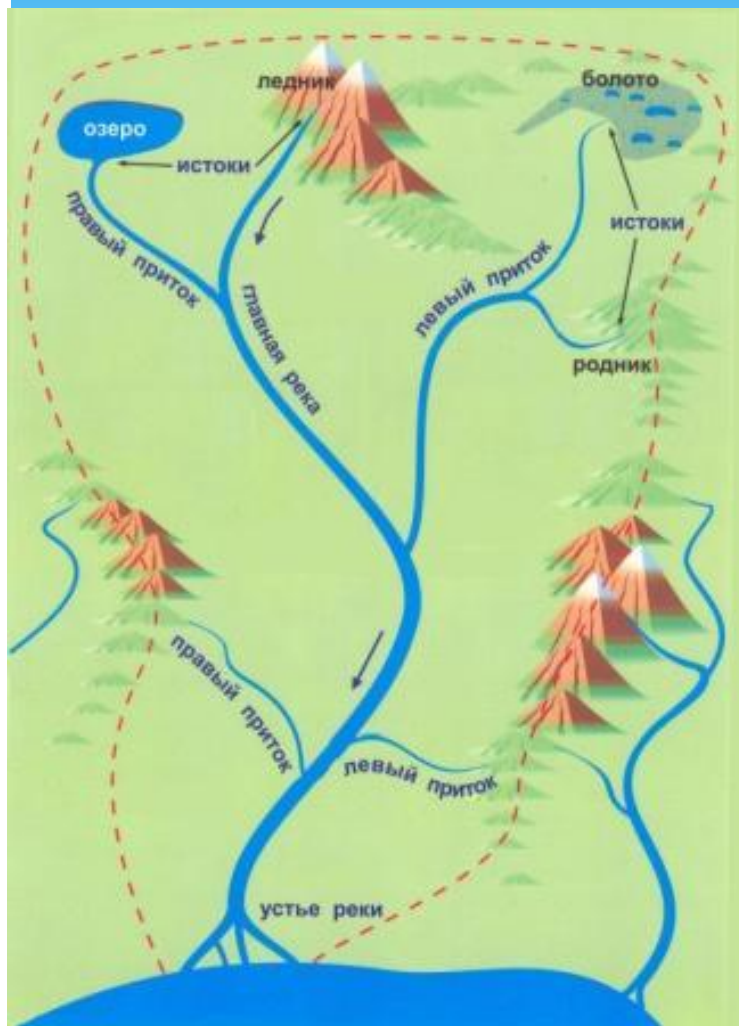 ледник
болото
озеро
истоки
истоки
правый приток
главная река
левый приток
родник
правый приток
левый приток
устье реки